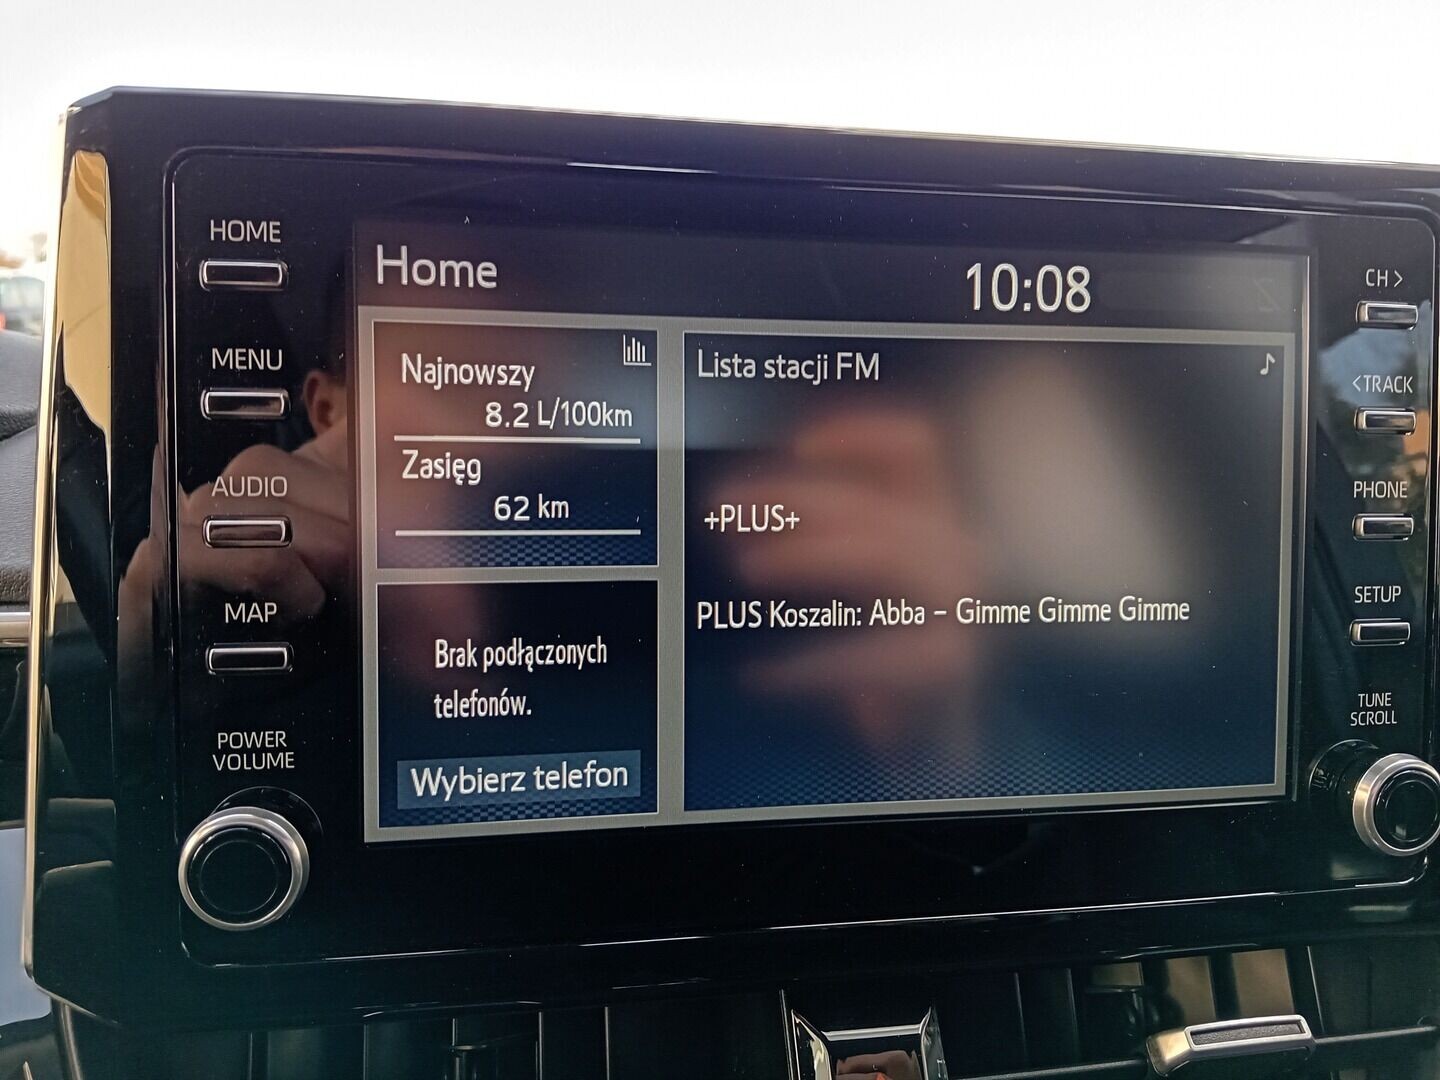 HOME
MENU
AUDIO
MAP
POWER
VOLUME
Home
10:08
Najnowszy
8.2 L/100km
Zasięg
62 km
Brak podłączonych
telefonów.
Wybierz telefon
Lista stacji FM
+PLUS+
PLUS Koszalin: Abba – Gimme Gimme Gimme
CH >
<TRACK
PHONE
SETUP
TUNE
SCROLL